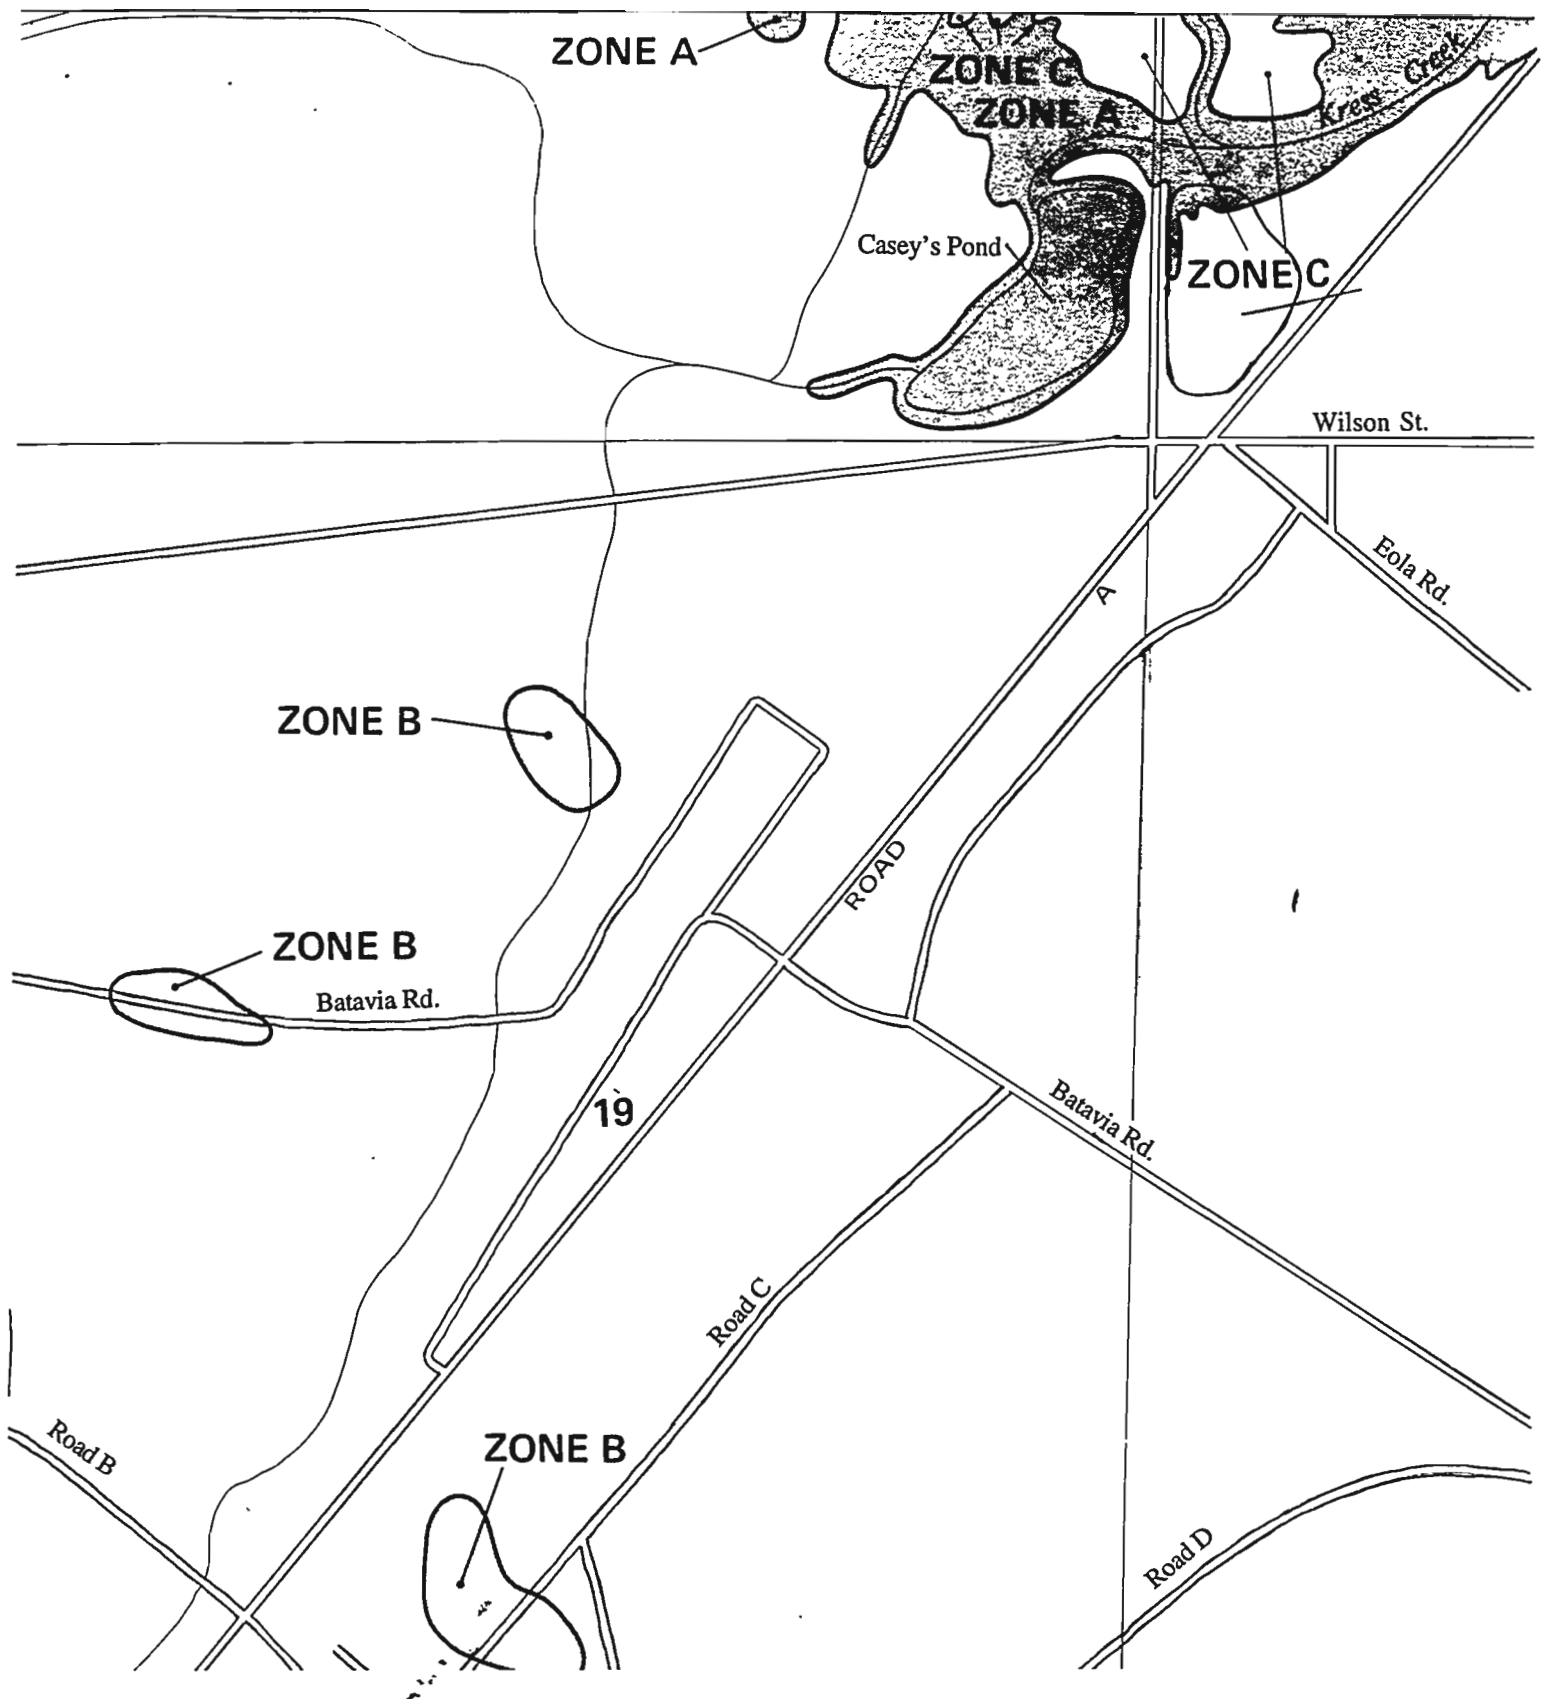 ZONE A
ZONE C
ZONE A
Kress Creek
Casey's Pond
ZONE C
Wilson St.
Eola Rd.
ROAD A
ZONE B
ZONE B
Batavia Rd.
19
Batavia Rd.
Road C
Road B
ZONE B
Road D